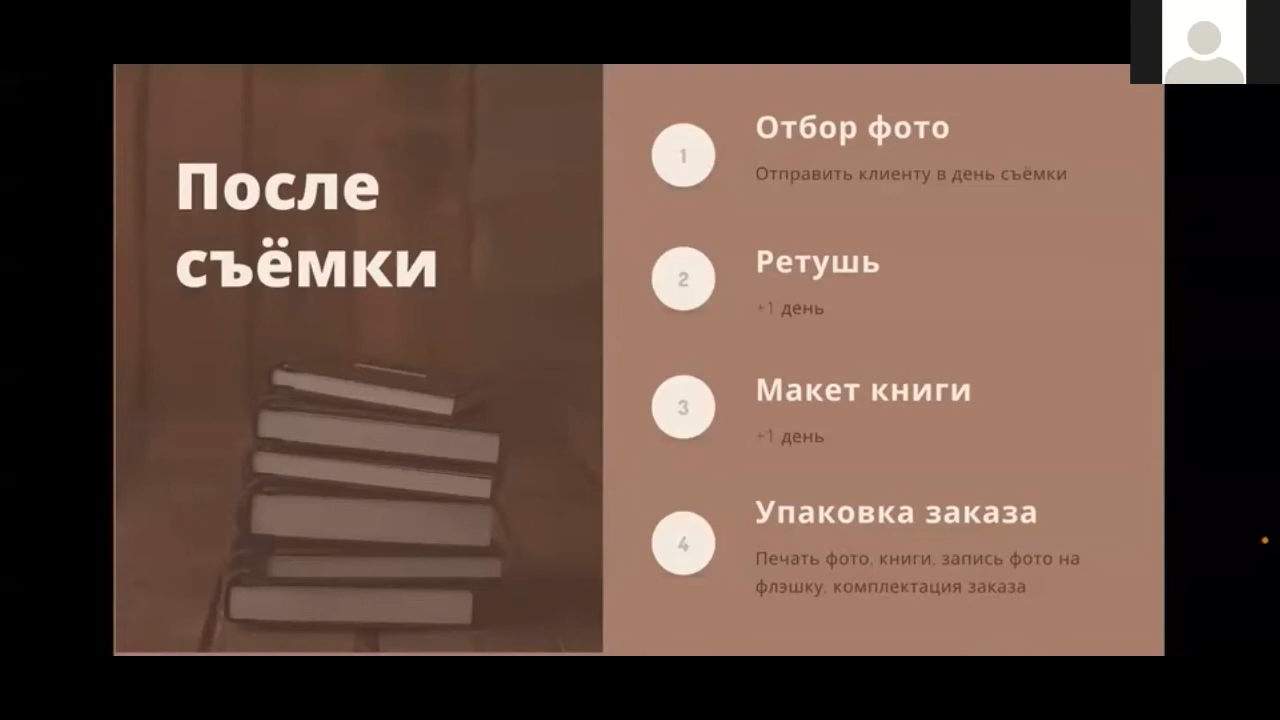 После
съёмки
1
Отбор фото
Отправить клиенту в день съёмки
2
Ретушь
+1 день
3
Макет книги
+1 день
4
Упаковка заказа
Печать фото, книги, запись фото на
флэшку, комплектация заказа